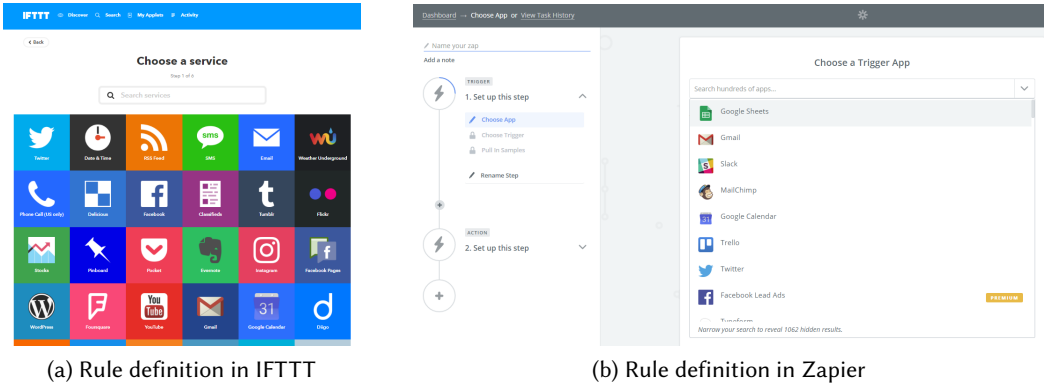 IFTTT Discover Search My Applets Activity
Back
Choose a service
Step 1 of 6
Search services
Twitter Date & Time RSS Feed sms SMS Email Weather Underground
Phone Call (US only) Delicious Facebook Classifieds Tumblr Flickr
Stocks Pinboard Pocket Evernote Instagram Facebook Pages
WordPress Foursquare You Tube YouTube Gmail 31 Google Calendar Diigo
(a) Rule definition in IFTTT
Dashboard → Choose App or View Task History
Name your zap
Add a note
TRIGGER
1. Set up this step
Choose App
Choose Trigger
Pull In Samples
Rename Step
ACTION
2. Set up this step
Choose a Trigger App
Search hundreds of apps...
Google Sheets
Gmail
Slack
MailChimp
31 Google Calendar
Trello
Twitter
Facebook Lead Ads PREMIUM
Narrow your search to reveal 1062 hidden results.
(b) Rule definition in Zapier